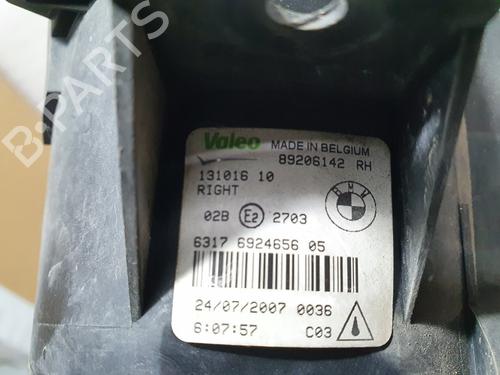 B-PARTS
Valeo MADE IN BELGIUM
89206142 RH
131016 10
RIGHT
02B E2 2703
BMW
6317 6924656 05
24/07/2007 0036
6:07:57 C03